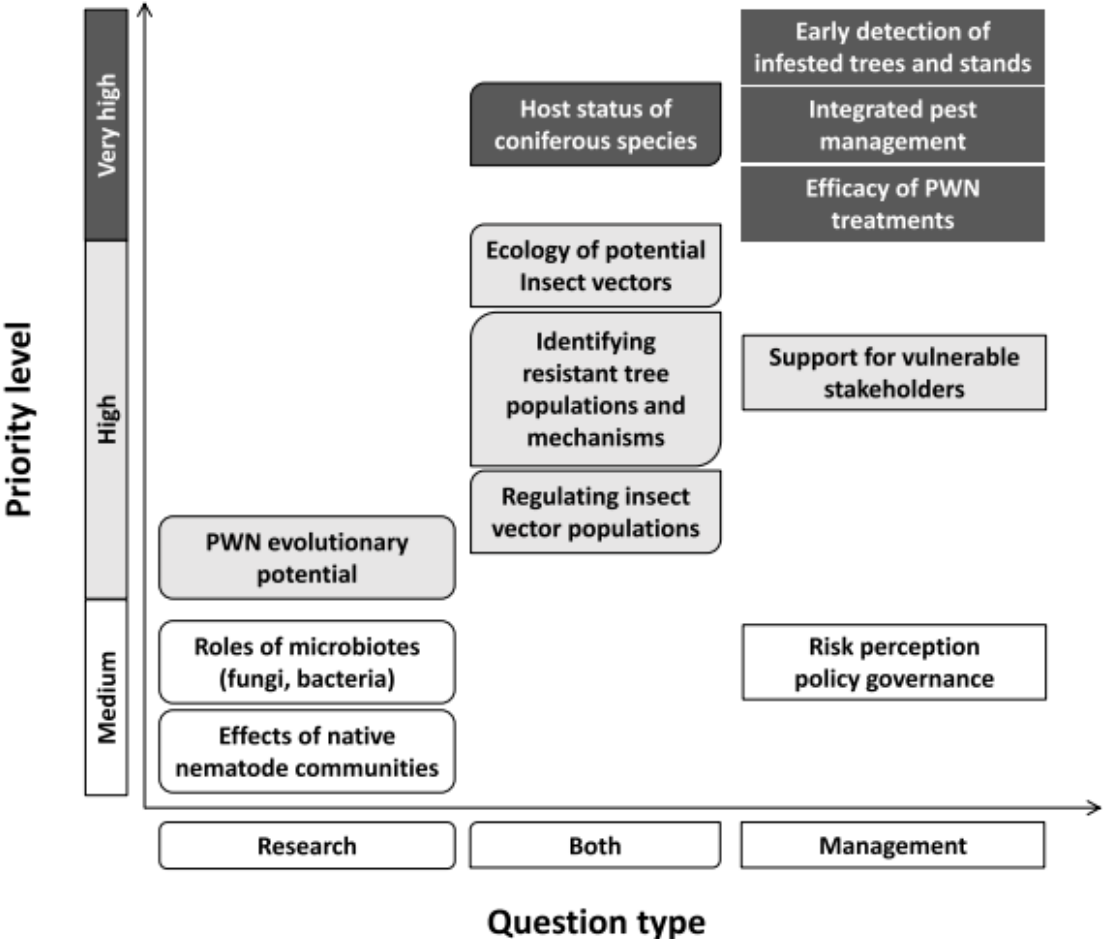 Priority level
Very high
High
Medium
Early detection of
infested trees and stands
Host status of
coniferous species
Integrated pest
management
Efficacy of PWN
treatments
Ecology of potential
Insect vectors
Identifying
resistant tree
populations and
mechanisms
Support for vulnerable
stakeholders
Regulating insect
vector populations
PWN evolutionary
potential
Roles of microbiotes
(fungi, bacteria)
Risk perception
policy governance
Effects of native
nematode communities
Research
Both
Management
Question type